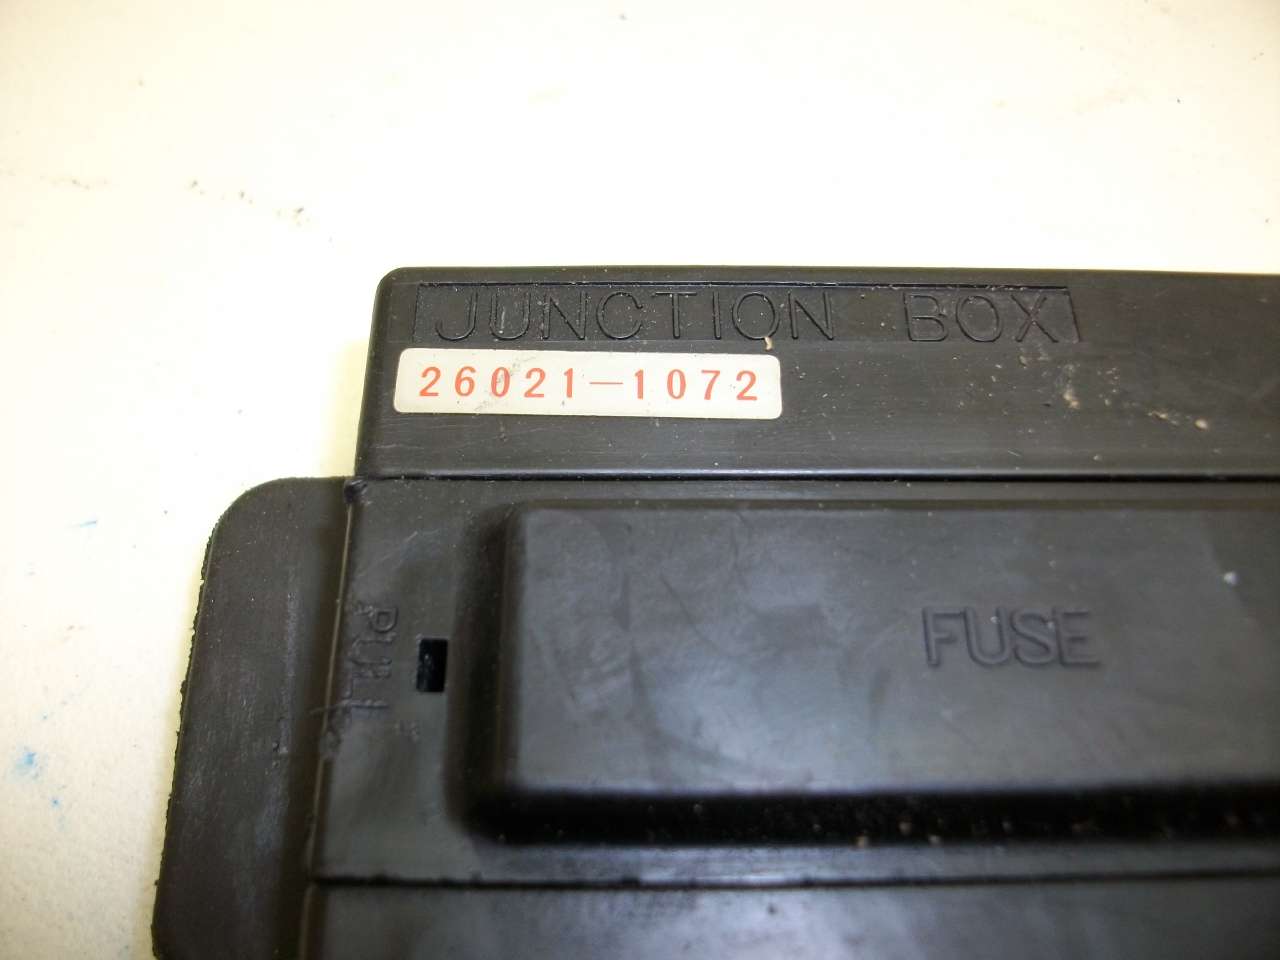 JUNCTION BOX
26021-1072
FUSE
PULL